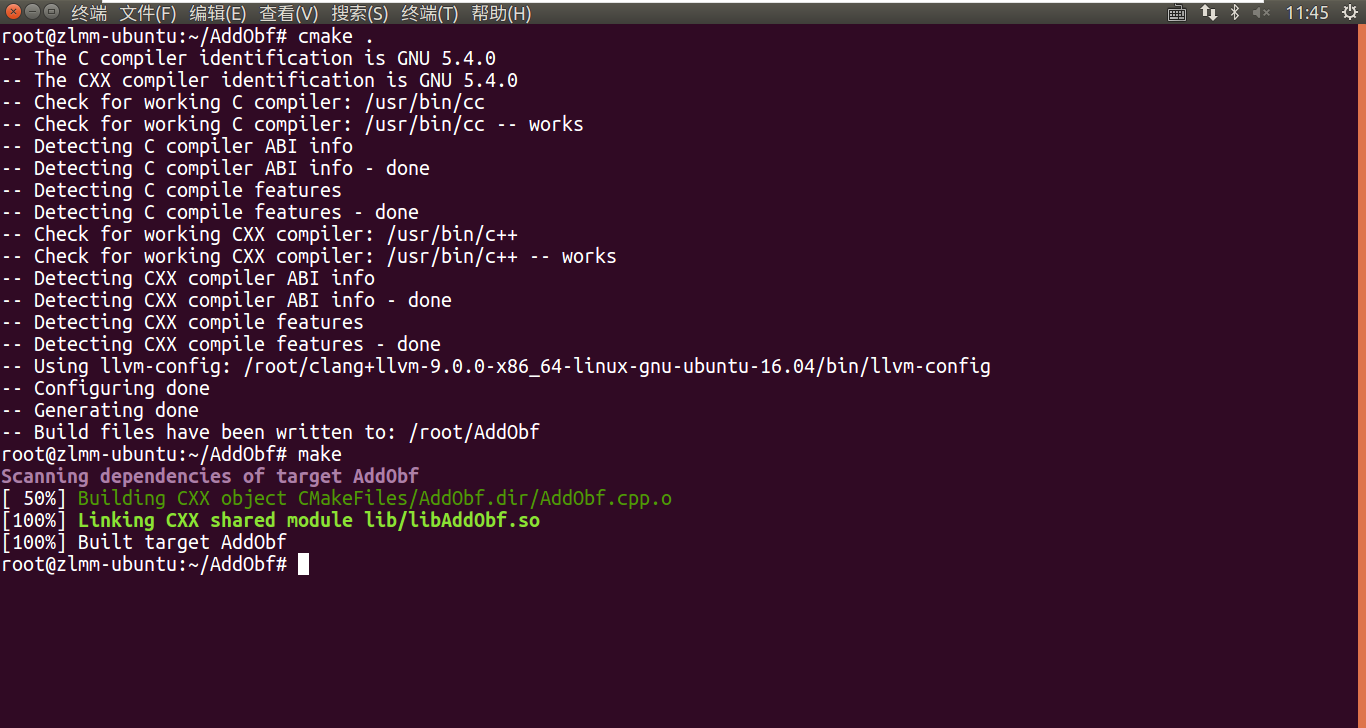 终端 文件(F) 编辑(E) 查看(V) 搜索(S) 终端(T) 帮助(H) 11:45
root@zlmm-ubuntu:~/AddObf# cmake .
-- The C compiler identification is GNU 5.4.0
-- The CXX compiler identification is GNU 5.4.0
-- Check for working C compiler: /usr/bin/cc
-- Check for working C compiler: /usr/bin/cc -- works
-- Detecting C compiler ABI info
-- Detecting C compiler ABI info - done
-- Detecting C compile features
-- Detecting C compile features - done
-- Check for working CXX compiler: /usr/bin/c++
-- Check for working CXX compiler: /usr/bin/c++ -- works
-- Detecting CXX compiler ABI info
-- Detecting CXX compiler ABI info - done
-- Detecting CXX compile features
-- Detecting CXX compile features - done
-- Using llvm-config: /root/clang+llvm-9.0.0-x86_64-linux-gnu-ubuntu-16.04/bin/llvm-config
-- Configuring done
-- Generating done
-- Build files have been written to: /root/AddObf
root@zlmm-ubuntu:~/AddObf# make
Scanning dependencies of target AddObf
[ 50%] Building CXX object CMakeFiles/AddObf.dir/AddObf.cpp.o
[100%] Linking CXX shared module lib/libAddObf.so
[100%] Built target AddObf
root@zlmm-ubuntu:~/AddObf#